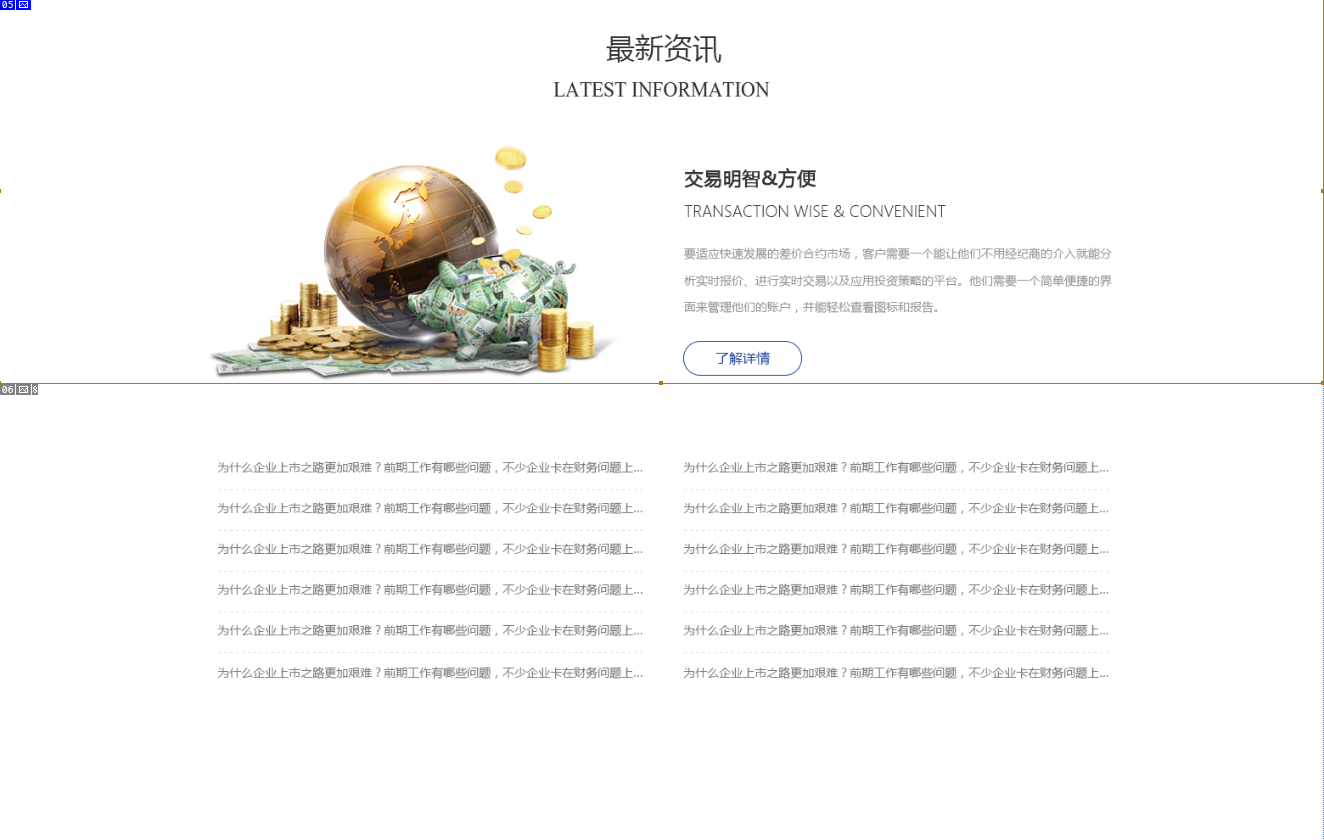 05
最新资讯
LATEST INFORMATION
交易明智&方便
TRANSACTION WISE & CONVENIENT
要适应快速发展的差价合约市场，客户需要一个能让他们不用经纪商的介入就能分
析实时报价、进行实时交易以及应用投资策略的平台。他们需要一个简单便捷的界
面来管理他们的账户，并能轻松查看图标和报告。
了解详情
06
为什么企业上市之路更加艰难？前期工作有哪些问题，不少企业卡在财务问题上...
为什么企业上市之路更加艰难？前期工作有哪些问题，不少企业卡在财务问题上...
为什么企业上市之路更加艰难？前期工作有哪些问题，不少企业卡在财务问题上...
为什么企业上市之路更加艰难？前期工作有哪些问题，不少企业卡在财务问题上...
为什么企业上市之路更加艰难？前期工作有哪些问题，不少企业卡在财务问题上...
为什么企业上市之路更加艰难？前期工作有哪些问题，不少企业卡在财务问题上...
为什么企业上市之路更加艰难？前期工作有哪些问题，不少企业卡在财务问题上...
为什么企业上市之路更加艰难？前期工作有哪些问题，不少企业卡在财务问题上...
为什么企业上市之路更加艰难？前期工作有哪些问题，不少企业卡在财务问题上...
为什么企业上市之路更加艰难？前期工作有哪些问题，不少企业卡在财务问题上...
为什么企业上市之路更加艰难？前期工作有哪些问题，不少企业卡在财务问题上...
为什么企业上市之路更加艰难？前期工作有哪些问题，不少企业卡在财务问题上...